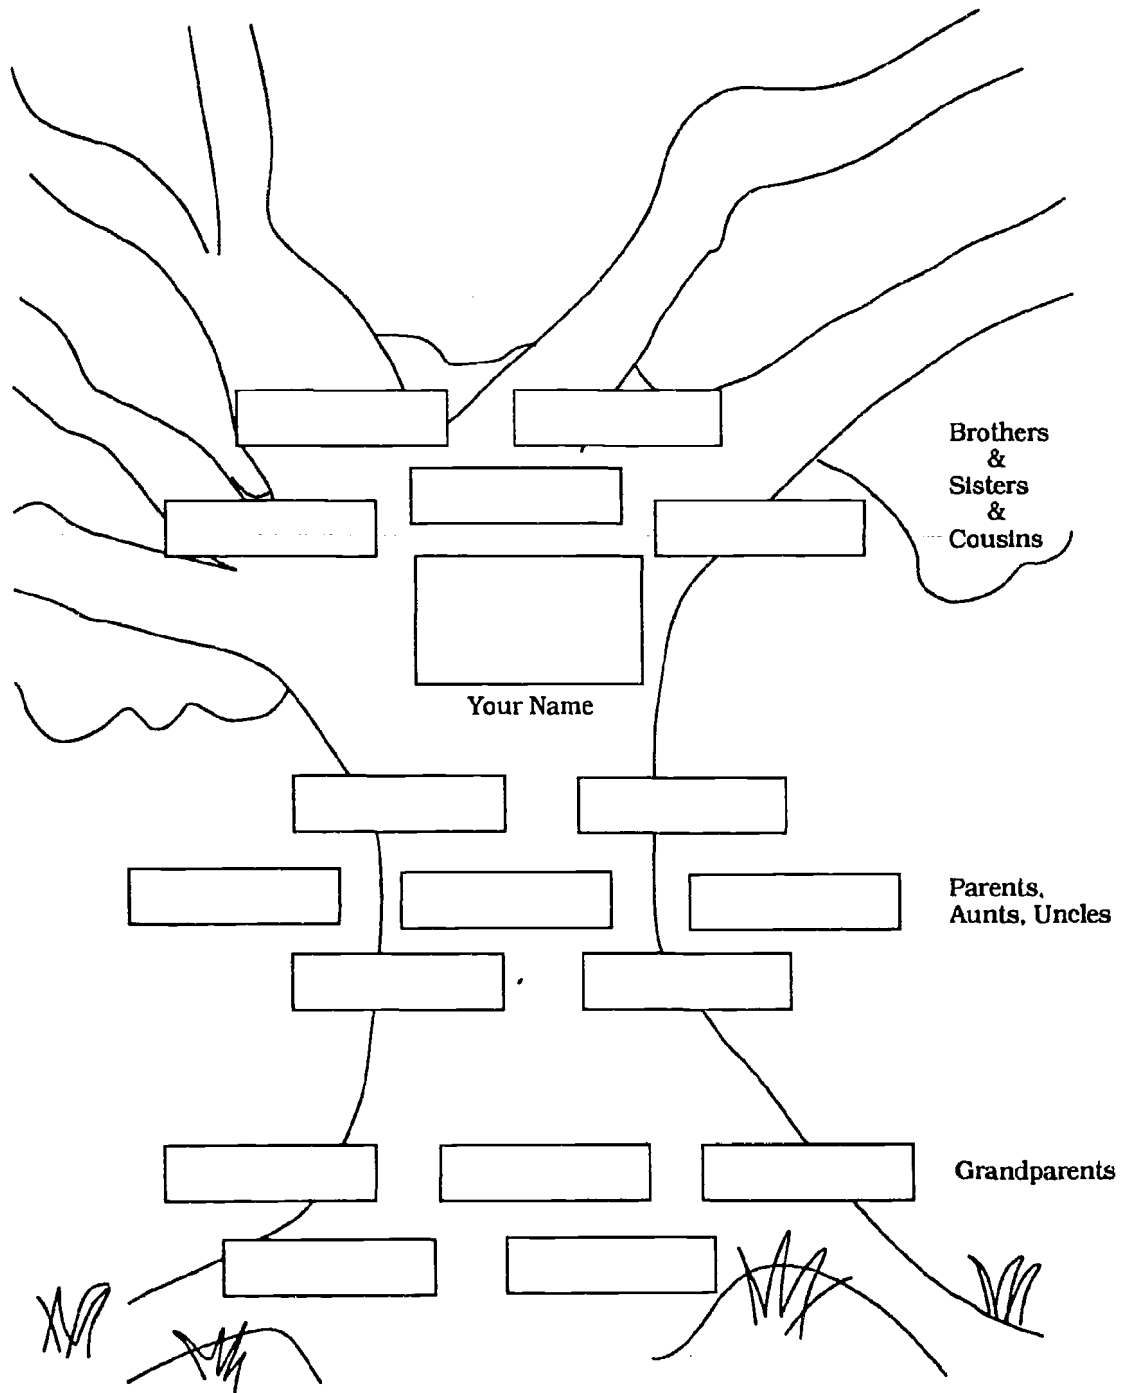 Brothers
&
Sisters
&
Cousins
Your Name
Parents,
Aunts, Uncles
Grandparents